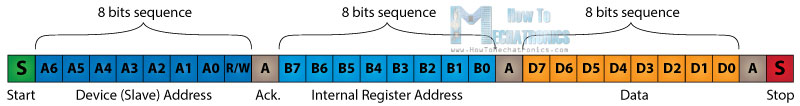 8 bits sequence 8 bits sequence 8 bits sequence
How To
MECHATRONICS
www.HowToMechatronics.com
S A6 A5 A4 A3 A2 A1 A0 R/W A B7 B6 B5 B4 B3 B2 B1 B0 A D7 D6 D5 D4 D3 D2 D1 D0 A S
Start Device (Slave) Address Ack. Internal Register Address Data Stop